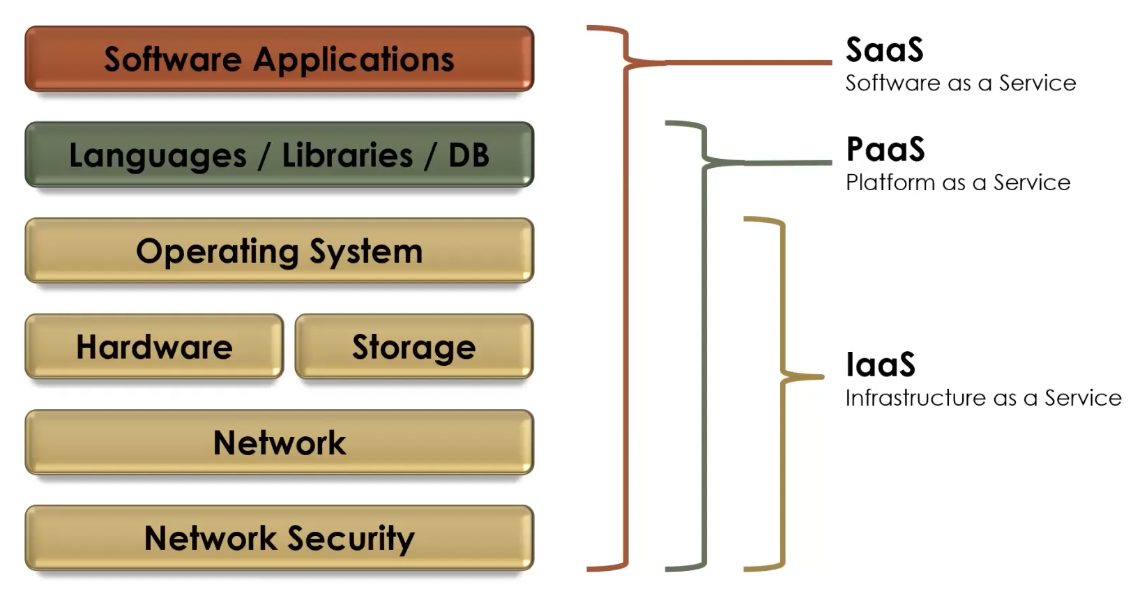 Software Applications
Languages / Libraries / DB
Operating System
Hardware
Storage
Network
Network Security
SaaS
Software as a Service
PaaS
Platform as a Service
IaaS
Infrastructure as a Service